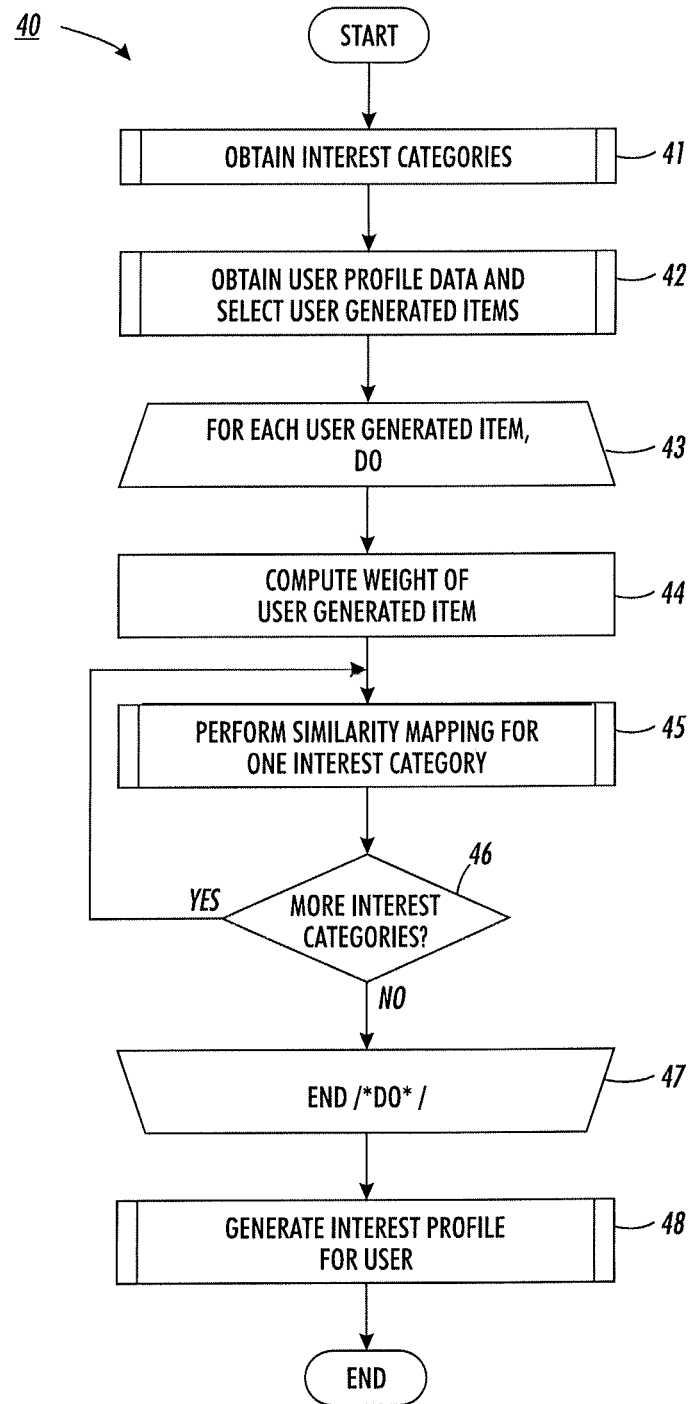 40
START
OBTAIN INTEREST CATEGORIES
41
OBTAIN USER PROFILE DATA AND
SELECT USER GENERATED ITEMS
42
FOR EACH USER GENERATED ITEM,
DO
43
COMPUTE WEIGHT OF
USER GENERATED ITEM
44
PERFORM SIMILARITY MAPPING FOR
ONE INTEREST CATEGORY
45
46
YES
MORE INTEREST
CATEGORIES?
NO
END /*DO* /
47
GENERATE INTEREST PROFILE
FOR USER
48
END